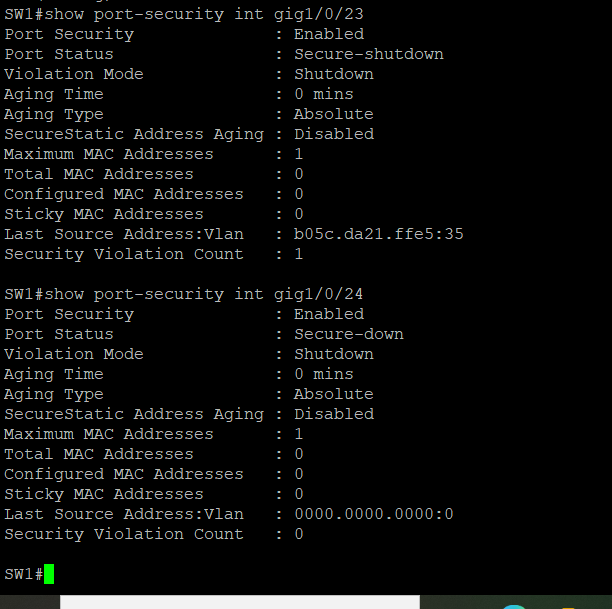 SW1#show port-security int gig1/0/23
Port Security              : Enabled
Port Status                : Secure-shutdown
Violation Mode             : Shutdown
Aging Time                 : 0 mins
Aging Type                 : Absolute
SecureStatic Address Aging : Disabled
Maximum MAC Addresses      : 1
Total MAC Addresses        : 0
Configured MAC Addresses   : 0
Sticky MAC Addresses       : 0
Last Source Address:Vlan   : b05c.da21.ffe5:35
Security Violation Count   : 1
SW1#show port-security int gig1/0/24
Port Security              : Enabled
Port Status                : Secure-down
Violation Mode             : Shutdown
Aging Time                 : 0 mins
Aging Type                 : Absolute
SecureStatic Address Aging : Disabled
Maximum MAC Addresses      : 1
Total MAC Addresses        : 0
Configured MAC Addresses   : 0
Sticky MAC Addresses       : 0
Last Source Address:Vlan   : 0000.0000.0000:0
Security Violation Count   : 0
SW1#